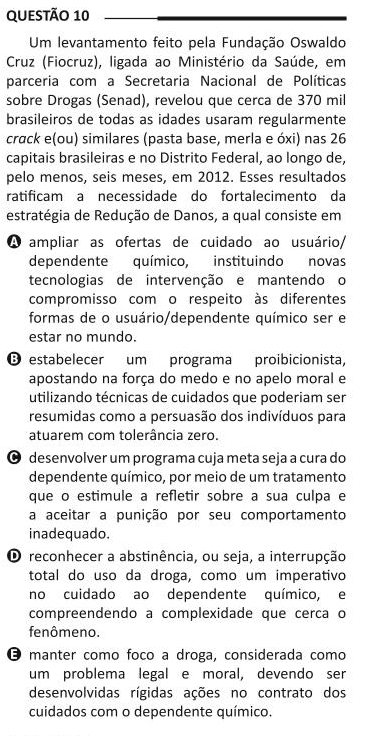 QUESTÃO 10
Um levantamento feito pela Fundação Oswaldo
Cruz (Fiocruz), ligada ao Ministério da Saúde, em
parceria com a Secretaria Nacional de Políticas
sobre Drogas (Senad), revelou que cerca de 370 mil
brasileiros de todas as idades usaram regularmente
crack e(ou) similares (pasta base, merla e óxi) nas 26
capitais brasileiras e no Distrito Federal, ao longo de,
pelo menos, seis meses, em 2012. Esses resultados
ratificam a necessidade do fortalecimento da
estratégia de Redução de Danos, a qual consiste em
A ampliar as ofertas de cuidado ao usuário/
dependente químico, instituindo novas
tecnologias de intervenção e mantendo o
compromisso com o respeito às diferentes
formas de o usuário/dependente químico ser e
estar no mundo.
B estabelecer um programa proibicionista,
apostando na força do medo e no apelo moral e
utilizando técnicas de cuidados que poderiam ser
resumidas como a persuasão dos indivíduos para
atuarem com tolerância zero.
C desenvolver um programa cuja meta seja a cura do
dependente químico, por meio de um tratamento
que o estimule a refletir sobre a sua culpa e
a aceitar a punição por seu comportamento
inadequado.
D reconhecer a abstinência, ou seja, a interrupção
total do uso da droga, como um imperativo
no cuidado ao dependente químico, e
compreendendo a complexidade que cerca o
fenômeno.
E manter como foco a droga, considerada como
um problema legal e moral, devendo ser
desenvolvidas rígidas ações no contrato dos
cuidados com o dependente químico.